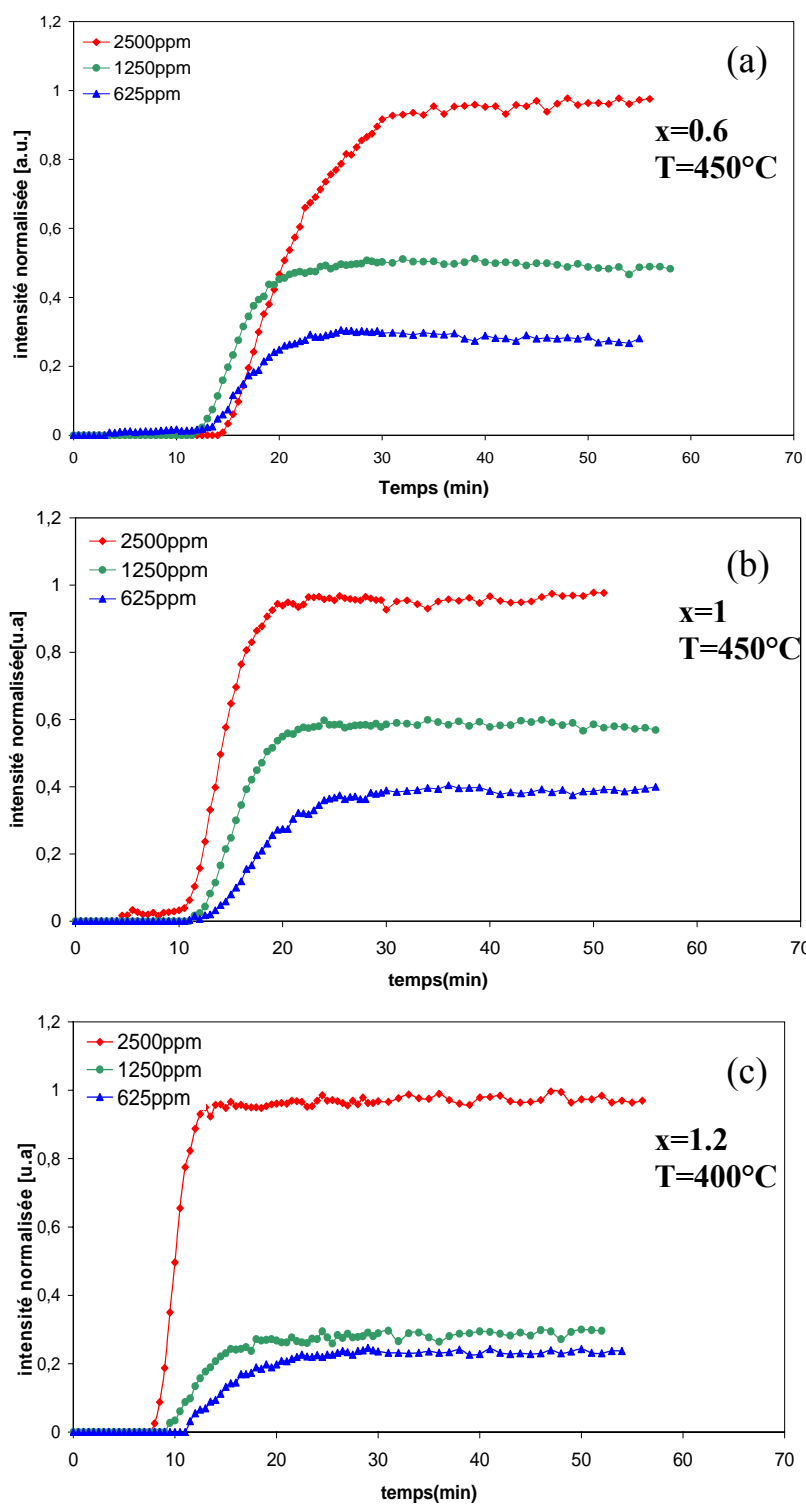 1,2
2500ppm
1250ppm
625ppm
(a)
x=0.6
T=450°C
1
0,8
0,6
0,4
0,2
0
intensité normalisée [a.u.]
0 10 20 30 40 50 60 70
Temps (min)
1,2
2500ppm
1250ppm
625ppm
(b)
x=1
T=450°C
1
0,8
0,6
0,4
0,2
0
intensité normalisée[u.a]
0 10 20 30 40 50 60 70
temps(min)
1,2
2500ppm
1250ppm
625ppm
(c)
x=1.2
T=400°C
1
0,8
0,6
0,4
0,2
0
intensité normalisée [u.a]
0 10 20 30 40 50 60 70
temps(min)